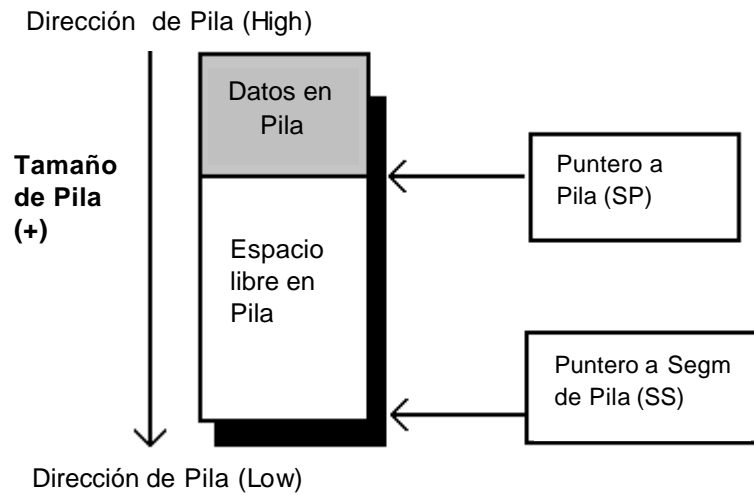 Dirección de Pila (High)
Datos en
Pila
Tamaño
de Pila
(+)
Puntero a
Pila (SP)
Espacio
libre en
Pila
Puntero a Segm
de Pila (SS)
Dirección de Pila (Low)